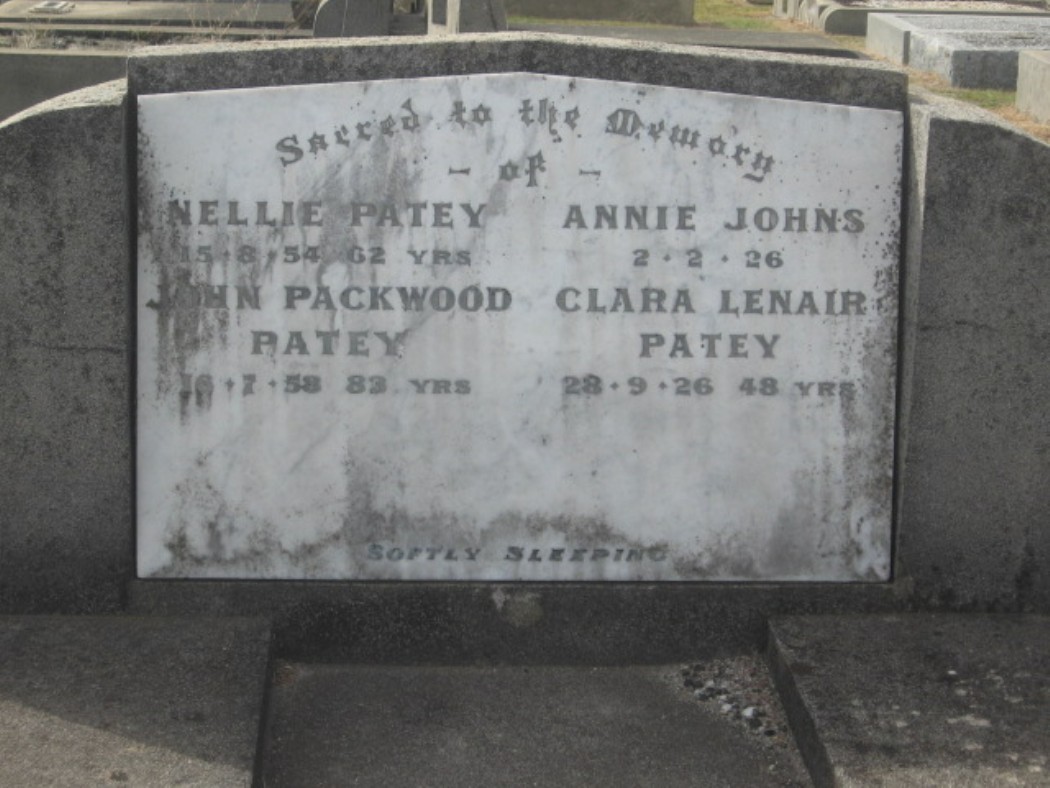 Sacred to the Memory
- of -
NELLIE PATEY
15·8·54 62 YRS
JOHN PACKWOOD
PATEY
16·7·58 83 YRS
ANNIE JOHNS
2·2·26
CLARA LENAIR
PATEY
28·9·26 48 YRS
SOFTLY SLEEPING